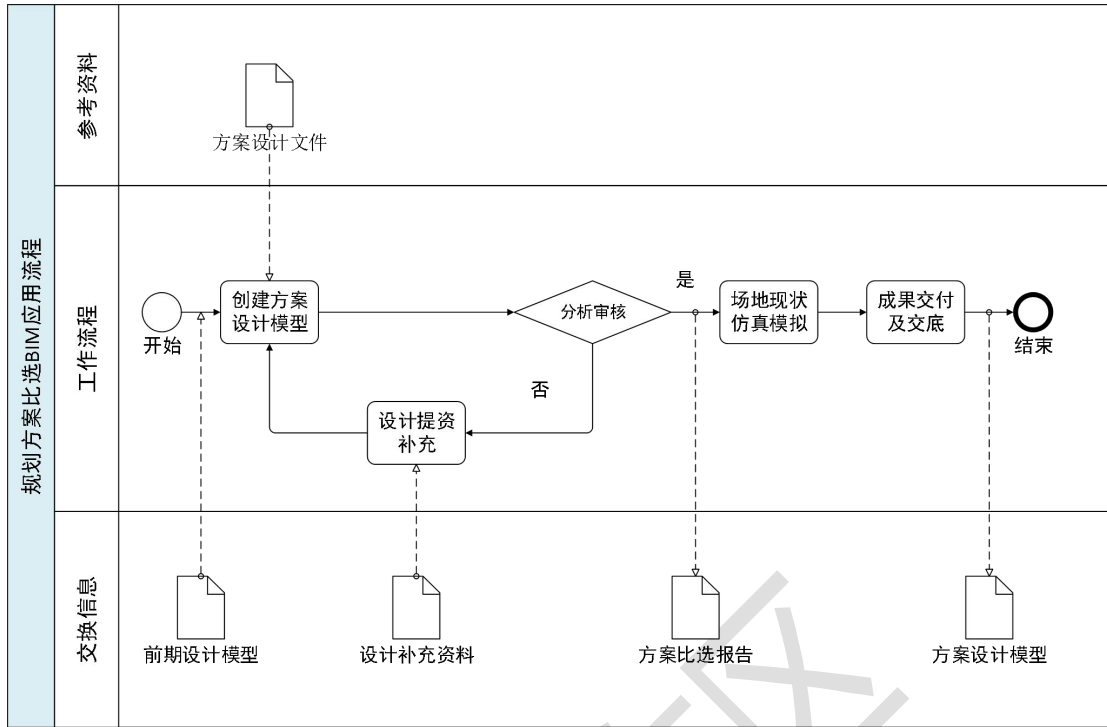 规划方案比选BIM应用流程
参考资料
方案设计文件
工作流程
开始
创建方案
设计模型
分析审核
是
否
设计提资
补充
场地现状
仿真模拟
成果交付
及交底
结束
交换信息
前期设计模型
设计补充资料
方案比选报告
方案设计模型
区